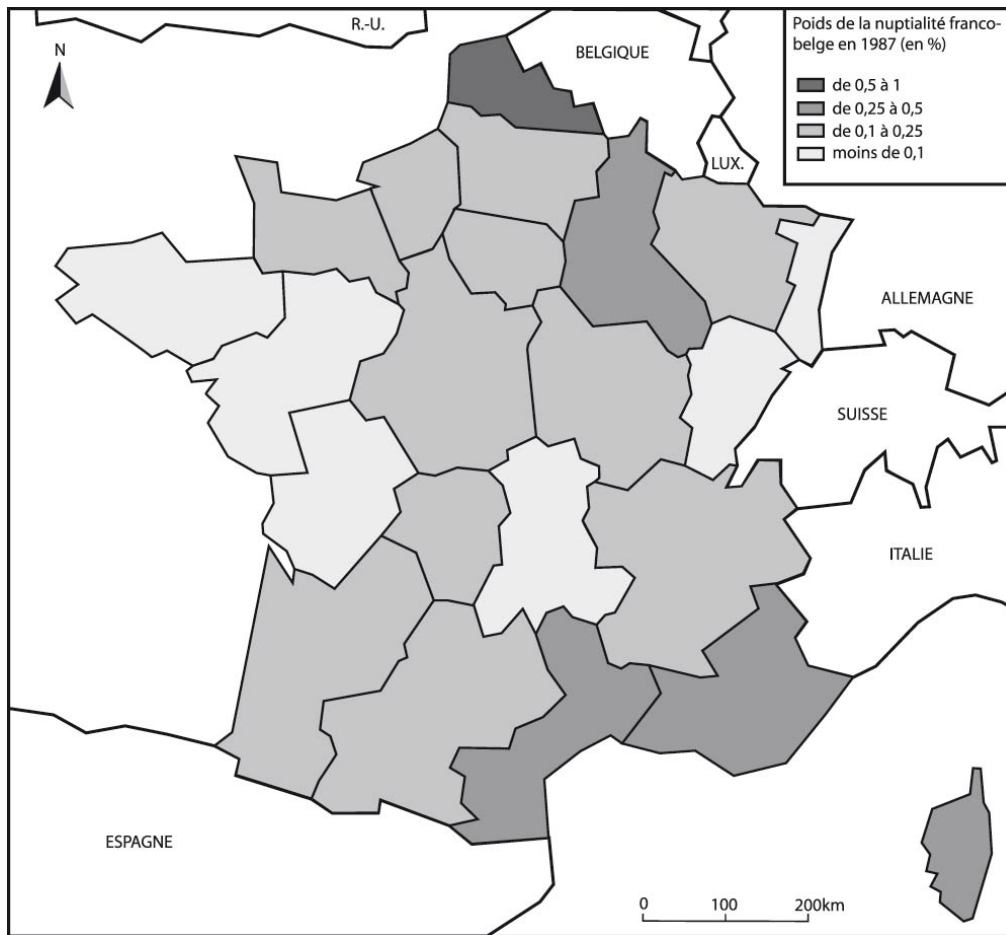 R.-U.
BELGIQUE
Poids de la nuptialité franco-
belge en 1987 (en %)
N
de 0,5 à 1
de 0,25 à 0,5
de 0,1 à 0,25
moins de 0,1
LUX.
ALLEMAGNE
SUISSE
ITALIE
ESPAGNE
0 100 200km